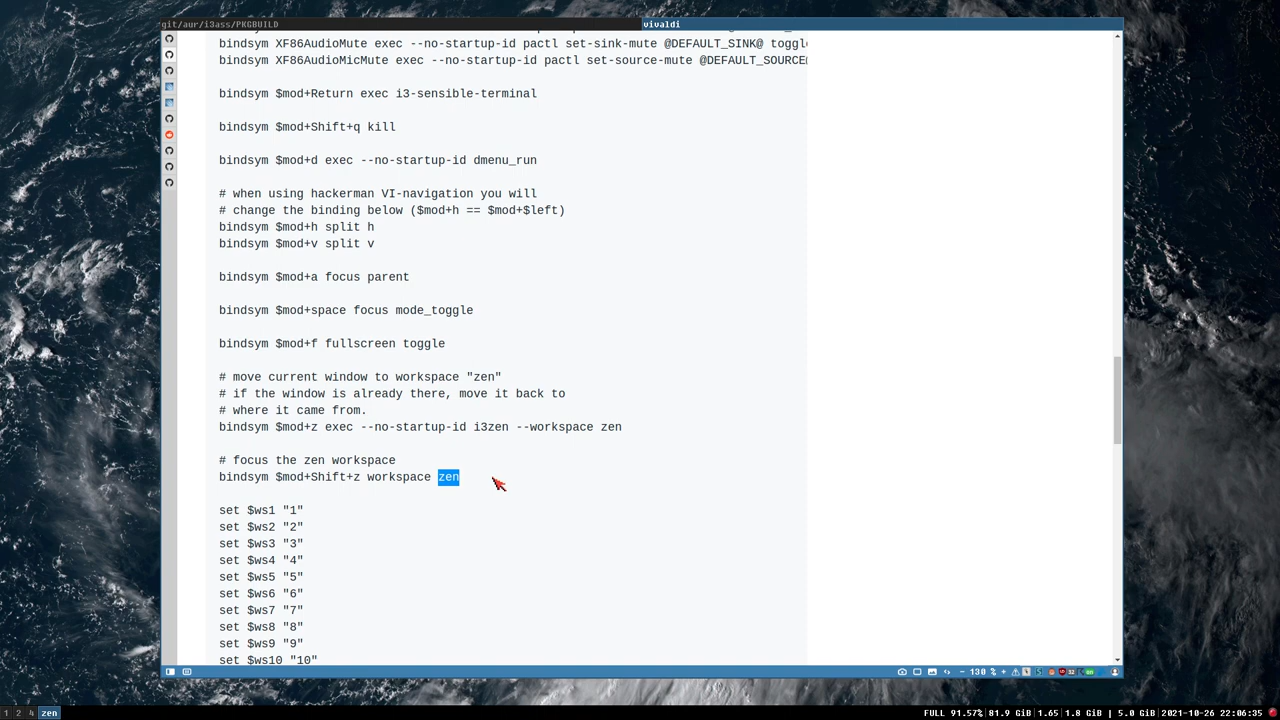 git/aur/i3ass/PKGBUILD
vivaldi
bindsym XF86AudioMute exec --no-startup-id pactl set-sink-mute @DEFAULT_SINK@ toggl
bindsym XF86AudioMicMute exec --no-startup-id pactl set-source-mute @DEFAULT_SOURCE@
bindsym $mod+Return exec i3-sensible-terminal
bindsym $mod+Shift+q kill
bindsym $mod+d exec --no-startup-id dmenu_run
# when using hackerman VI-navigation you will
# change the binding below ($mod+h == $mod+$left)
bindsym $mod+h split h
bindsym $mod+v split v
bindsym $mod+a focus parent
bindsym $mod+space focus mode_toggle
bindsym $mod+f fullscreen toggle
# move current window to workspace "zen"
# if the window is already there, move it back to
# where it came from.
bindsym $mod+z exec --no-startup-id i3zen --workspace zen
# focus the zen workspace
bindsym $mod+Shift+z workspace zen
set $ws1 "1"
set $ws2 "2"
set $ws3 "3"
set $ws4 "4"
set $ws5 "5"
set $ws6 "6"
set $ws7 "7"
set $ws8 "8"
set $ws9 "9"
set $ws10 "10"
− 130 % +
1 2 4 zen
FULL 91.57% 81.9 GiB 1.65 1.8 GiB | 5.0 GiB 2021-10-26 22:06:35